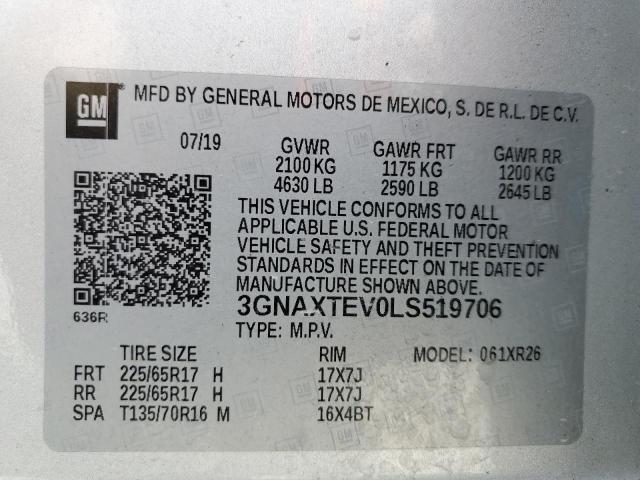 GM
MFD BY GENERAL MOTORS DE MEXICO, S. DE R.L. DE C.V.
07/19 GVWR GAWR FRT GAWR RR
2100 KG 1175 KG 1200 KG
4630 LB 2590 LB 2645 LB
THIS VEHICLE CONFORMS TO ALL
APPLICABLE U.S. FEDERAL MOTOR
VEHICLE SAFETY AND THEFT PREVENTION
STANDARDS IN EFFECT ON THE DATE OF
MANUFACTURE SHOWN ABOVE.
3GNAXTEV0LS519706
636R
TYPE: M.P.V.
TIRE SIZE RIM MODEL: 061XR26
FRT 225/65R17 H 17X7J
RR 225/65R17 H 17X7J
SPA T135/70R16 M 16X4BT